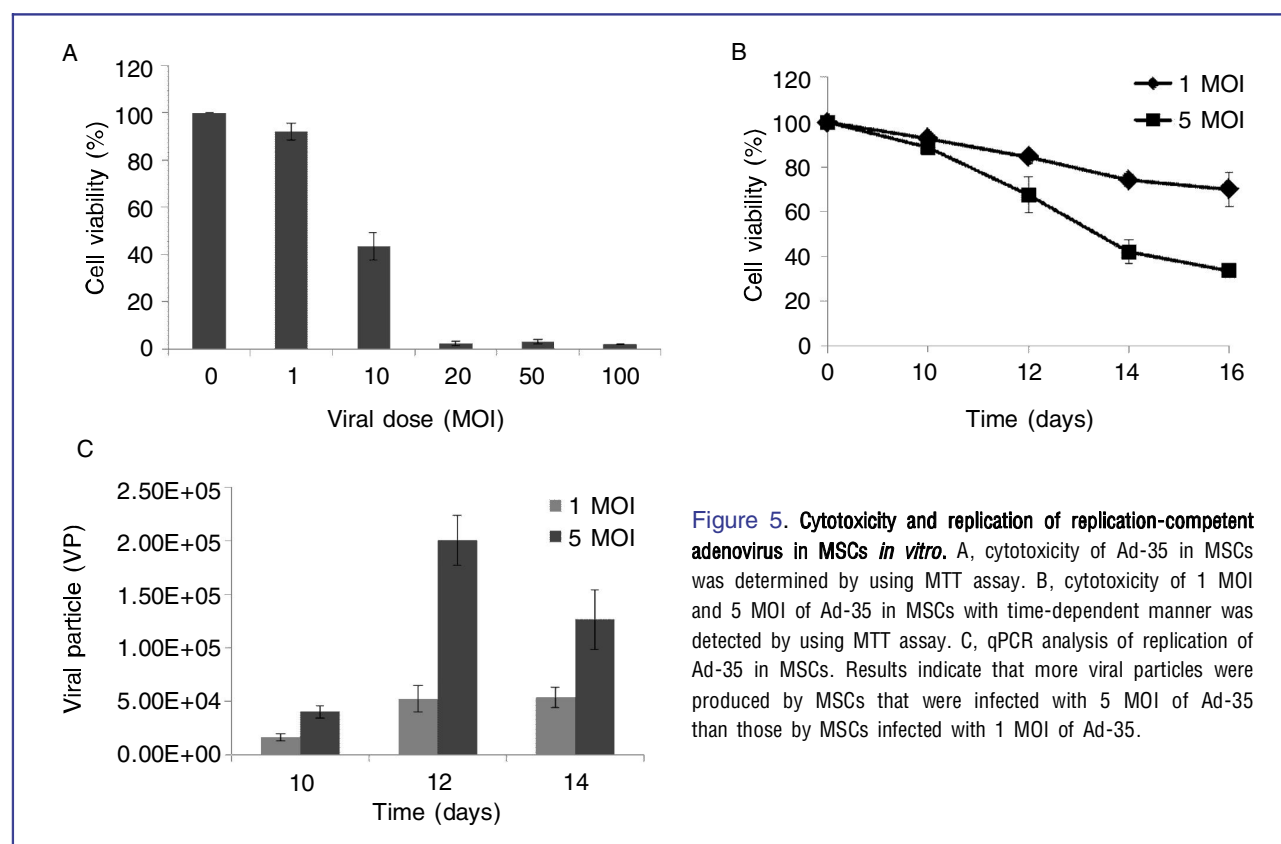 A
120
100
80
60
40
20
0
Cell viability (%)
0 1 10 20 50 100
Viral dose (MOI)
B
120
100
80
60
40
20
0
Cell viability (%)
1 MOI
5 MOI
0 10 12 14 16
Time (days)
C
2.50E+05
2.00E+05
1.50E+05
1.00E+05
5.00E+04
0.00E+00
Viral particle (VP)
1 MOI
5 MOI
10 12 14
Time (days)
Figure 5. Cytotoxicity and replication of replication-competent
adenovirus in MSCs in vitro. A, cytotoxicity of Ad-35 in MSCs
was determined by using MTT assay. B, cytotoxicity of 1 MOI
and 5 MOI of Ad-35 in MSCs with time-dependent manner was
detected by using MTT assay. C, qPCR analysis of replication of
Ad-35 in MSCs. Results indicate that more viral particles were
produced by MSCs that were infected with 5 MOI of Ad-35
than those by MSCs infected with 1 MOI of Ad-35.